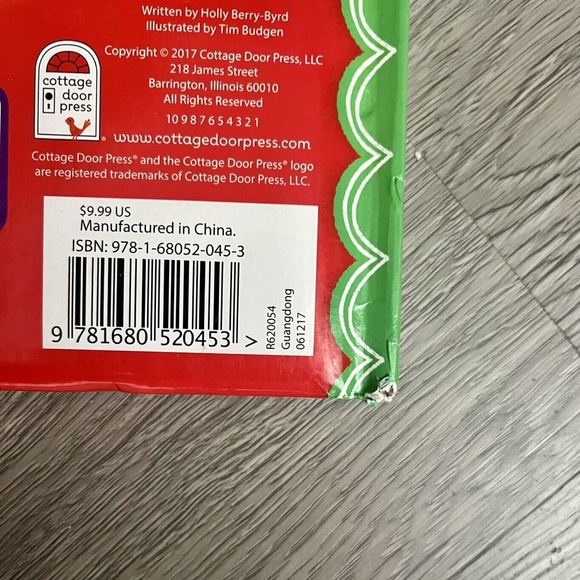 Written by Holly Berry-Byrd
Illustrated by Tim Budgen
Copyright © 2017 Cottage Door Press, LLC
218 James Street
Barrington, Illinois 60010
All Rights Reserved
10 9 8 7 6 5 4 3 2 1
cottage
door
press
®
www.cottagedoorpress.com
Cottage Door Press® and the Cottage Door Press® logo
are registered trademarks of Cottage Door Press, LLC.
$9.99 US
Manufactured in China.
ISBN: 978-1-68052-045-3
9 781680 520453 >
R620054
Guangdong
061217